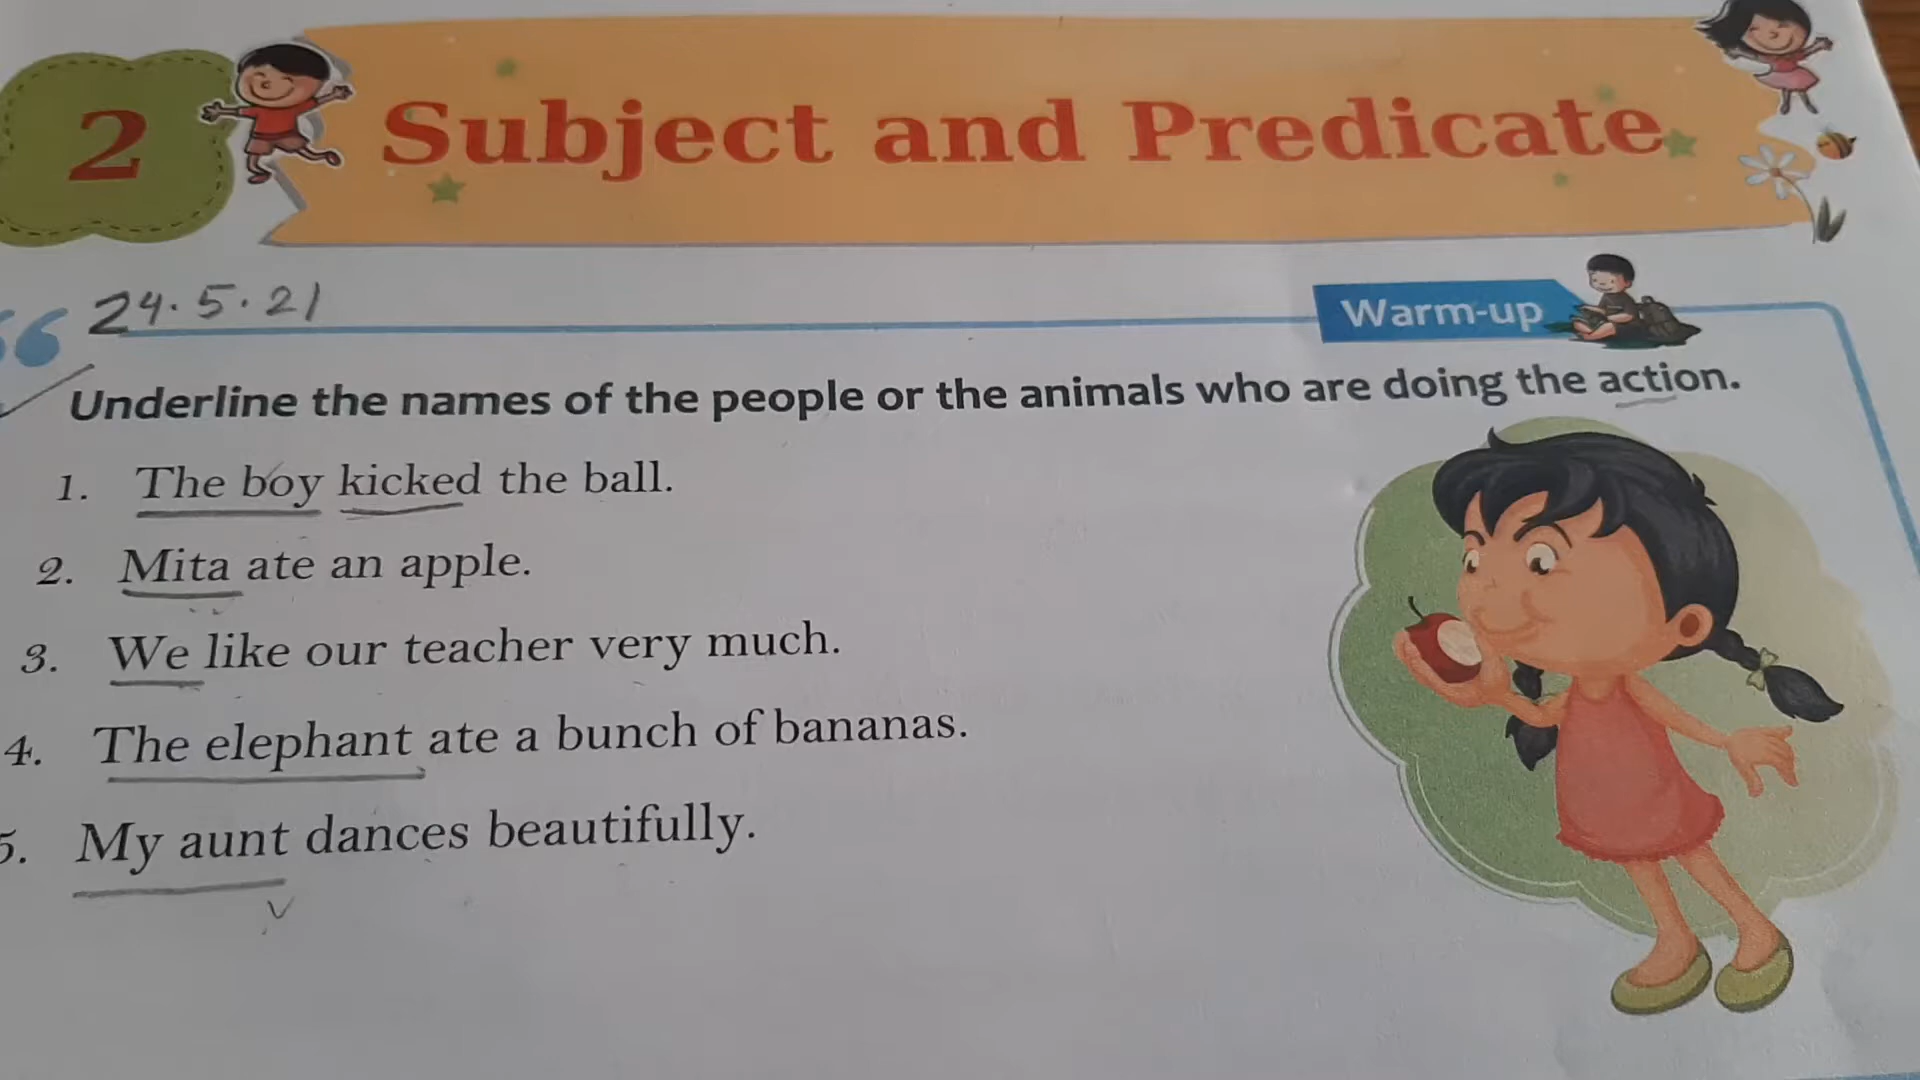 2 Subject and Predicate
24.5.21
Warm-up
Underline the names of the people or the animals who are doing the action.
1. The boy kicked the ball.
2. Mita ate an apple.
3. We like our teacher very much.
4. The elephant ate a bunch of bananas.
5. My aunt dances beautifully.